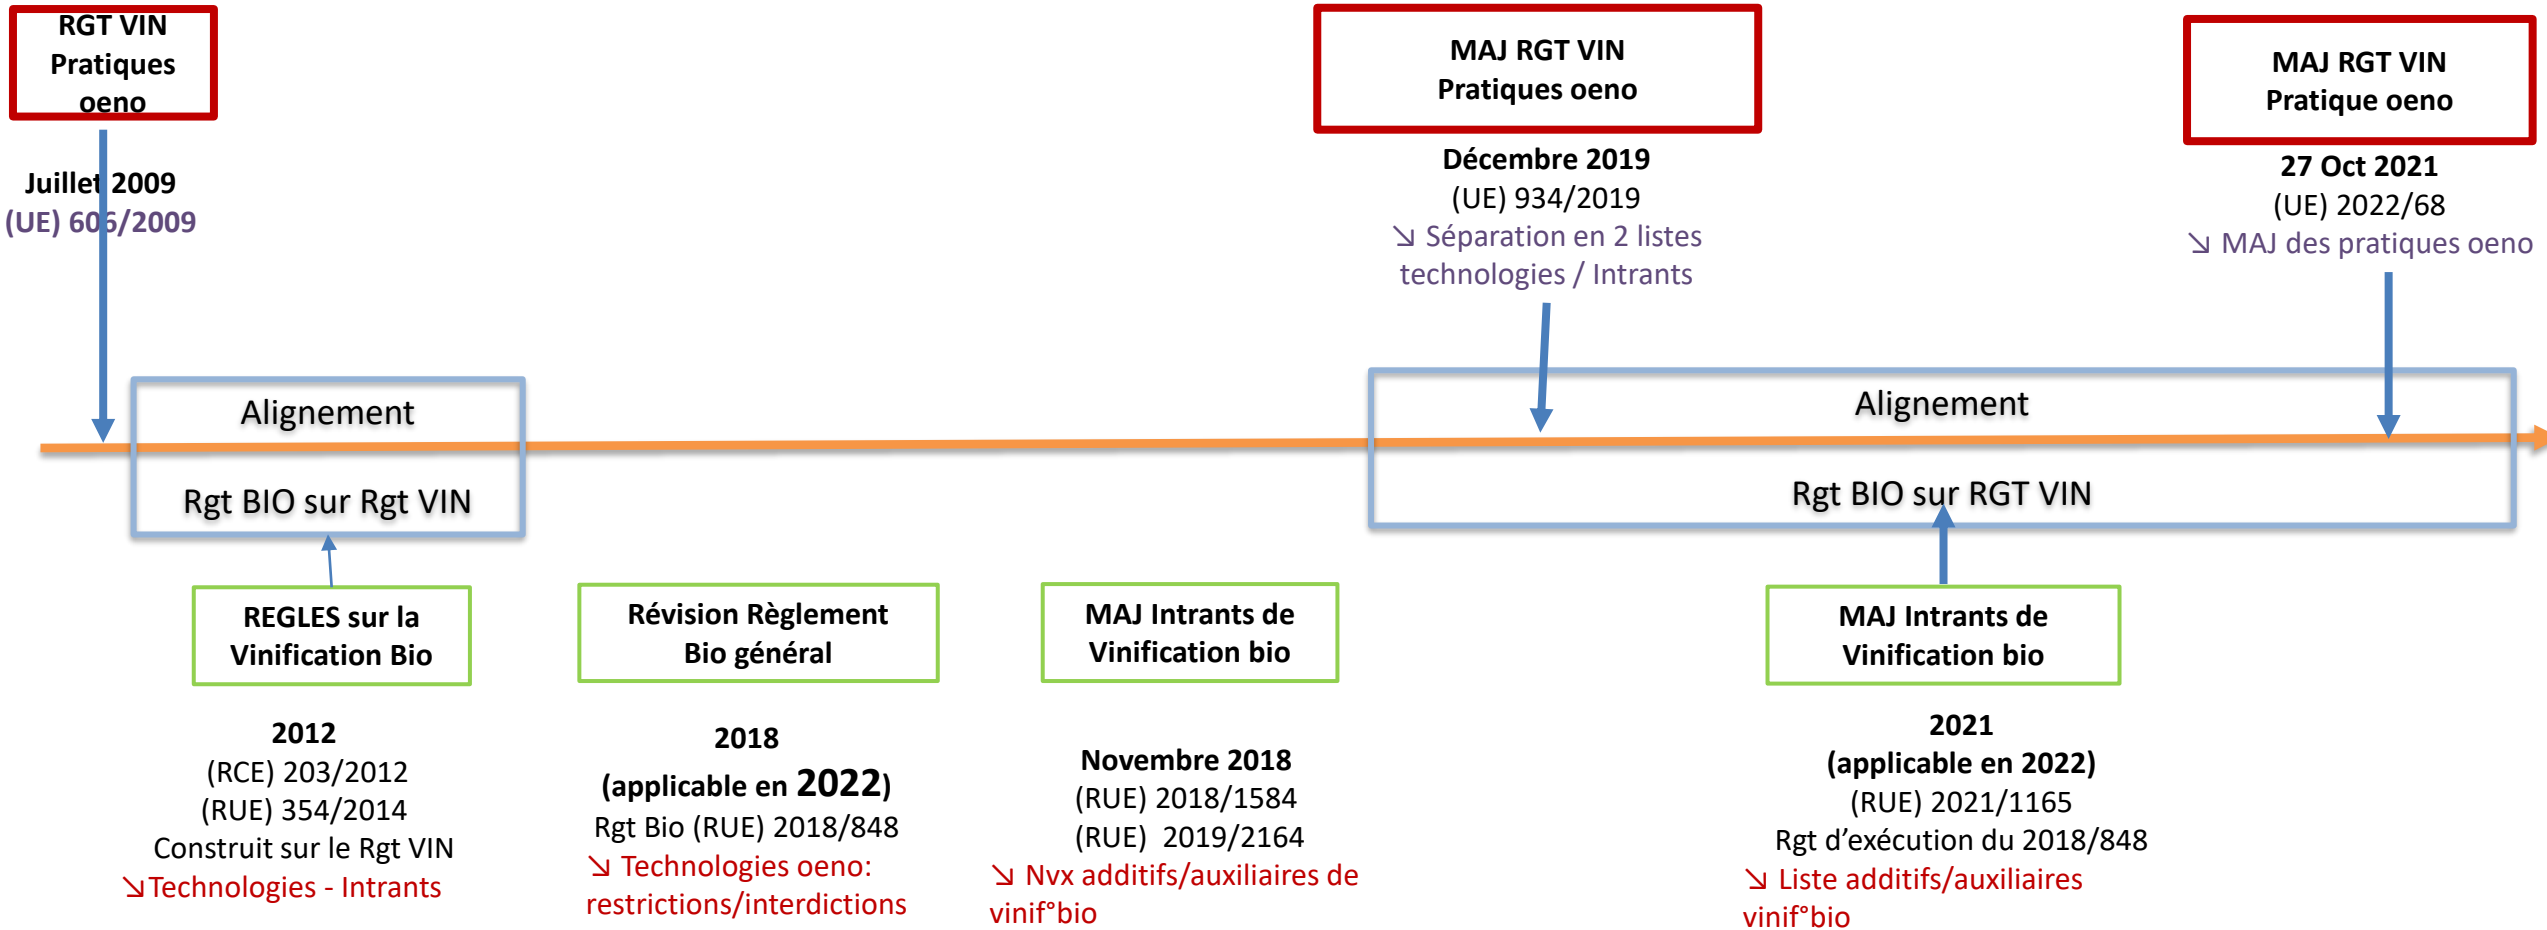 RGT VIN
Pratiques
oeno
Juillet 2009
(UE) 606/2009
MAJ RGT VIN
Pratiques oeno
Décembre 2019
(UE) 934/2019
↘ Séparation en 2 listes
technologies / Intrants
MAJ RGT VIN
Pratique oeno
27 Oct 2021
(UE) 2022/68
↘ MAJ des pratiques oeno
Alignement
Rgt BIO sur Rgt VIN
Alignement
Rgt BIO sur RGT VIN
REGLES sur la
Vinification Bio
2012
(RCE) 203/2012
(RUE) 354/2014
Construit sur le Rgt VIN
↘Technologies - Intrants
Révision Règlement
Bio général
2018
(applicable en 2022)
Rgt Bio (RUE) 2018/848
↘ Technologies oeno:
restrictions/interdictions
MAJ Intrants de
Vinification bio
Novembre 2018
(RUE) 2018/1584
(RUE) 2019/2164
↘ Nvx additifs/auxiliaires de
vinif°bio
MAJ Intrants de
Vinification bio
2021
(applicable en 2022)
(RUE) 2021/1165
Rgt d’exécution du 2018/848
↘ Liste additifs/auxiliaires
vinif°bio